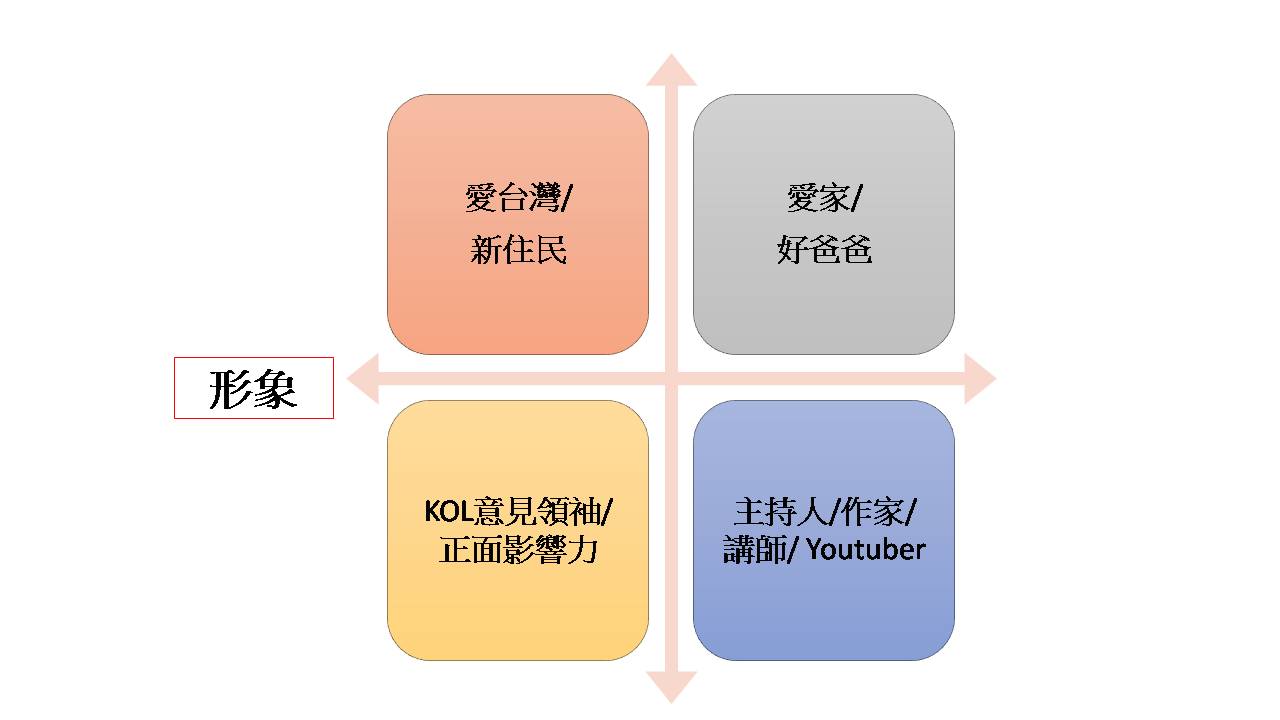 愛台灣/
新住民
愛家/
好爸爸
形象
KOL意見領袖/
正面影響力
主持人/作家/
講師/ Youtuber